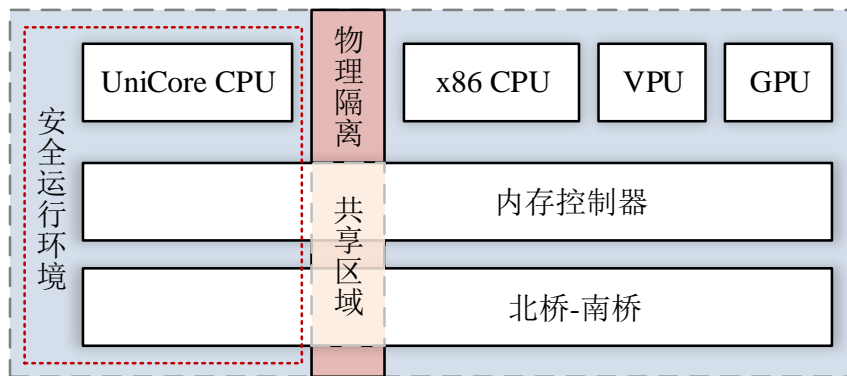 安全运行环境
UniCore CPU
物理隔离
x86 CPU
VPU
GPU
共享区域
内存控制器
北桥-南桥